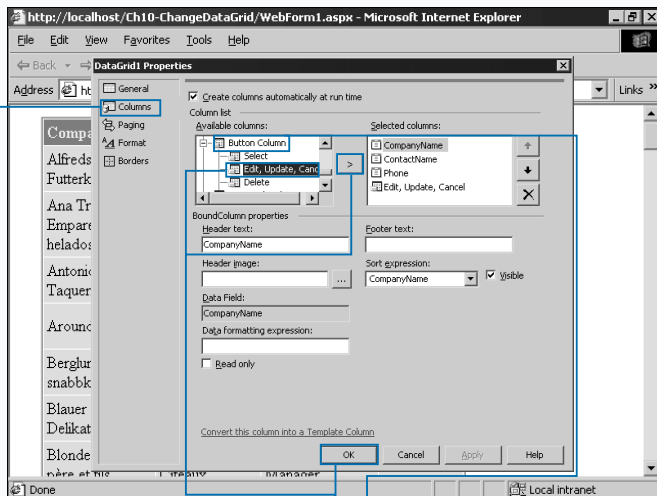 http://localhost/Ch10-ChangeDataGrid/WebForm1.aspx - Microsoft Internet Explorer
File Edit View Favorites Tools Help
Back
DataGrid1 Properties
Address
Links »
General
Columns
Paging
Format
Borders
Create columns automatically at run time
Column list
Available columns:
Selected columns:
Button Column
Select
Edit, Update, Canc
Delete
>
CompanyName
ContactName
Phone
Edit, Update, Cancel
BoundColumn properties
Header text:
Footer text:
CompanyName
Header image:
Sort expression:
...
CompanyName
Visible
Data Field:
CompanyName
Data formatting expression:
Read only
Convert this column into a Template Column
OK Cancel Apply Help
Compa
Alfreds
Futterk
Ana Tr
Empare
helados
Antonio
Taquer
Around
Berglun
snabbk
Blauer
Delikat
Blonde
père et fils
Manager
Done
Local intranet